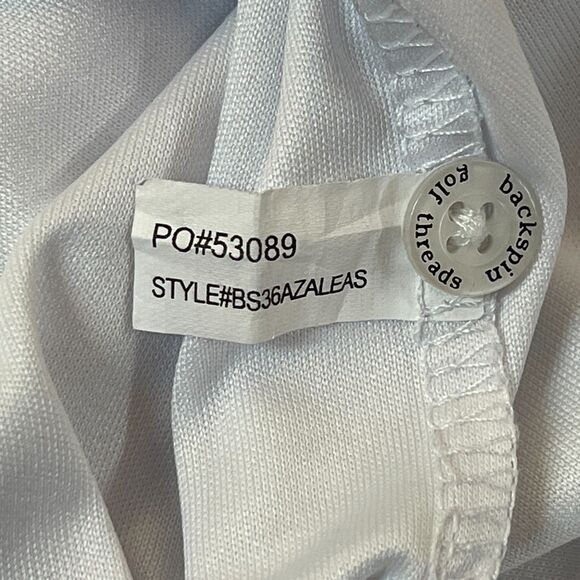 PO#53089
STYLE#BS36AZALEAS
backspin
golf threads